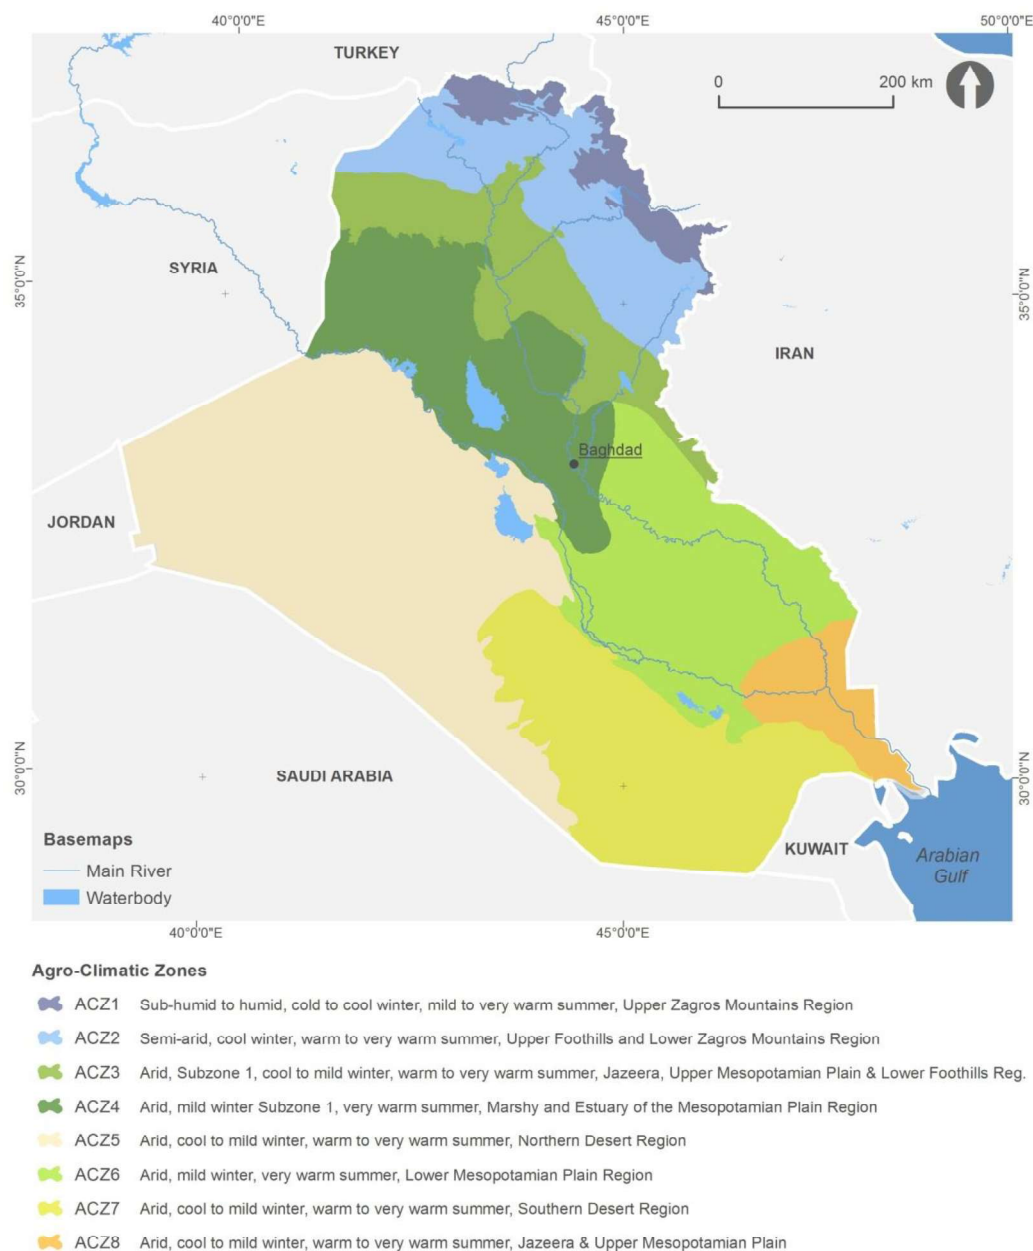 40°0'0"E 45°0'0"E 50°0'0"E
TURKEY
0 200 km
SYRIA
35°0'0"N 35°0'0"N
IRAN
Baghdad
JORDAN
30°0'0"N 30°0'0"N
SAUDI ARABIA
Basemaps
KUWAIT
Arabian
Gulf
Main River
Waterbody
40°0'0"E 45°0'0"E
Agro-Climatic Zones
ACZ1 Sub-humid to humid, cold to cool winter, mild to very warm summer, Upper Zagros Mountains Region
ACZ2 Semi-arid, cool winter, warm to very warm summer, Upper Foothills and Lower Zagros Mountains Region
ACZ3 Arid, Subzone 1, cool to mild winter, warm to very warm summer, Jazeera, Upper Mesopotamian Plain & Lower Foothills Reg.
ACZ4 Arid, mild winter Subzone 1, very warm summer, Marshy and Estuary of the Mesopotamian Plain Region
ACZ5 Arid, cool to mild winter, warm to very warm summer, Northern Desert Region
ACZ6 Arid, mild winter, very warm summer, Lower Mesopotamian Plain Region
ACZ7 Arid, cool to mild winter, warm to very warm summer, Southern Desert Region
ACZ8 Arid, cool to mild winter, warm to very warm summer, Jazeera & Upper Mesopotamian Plain